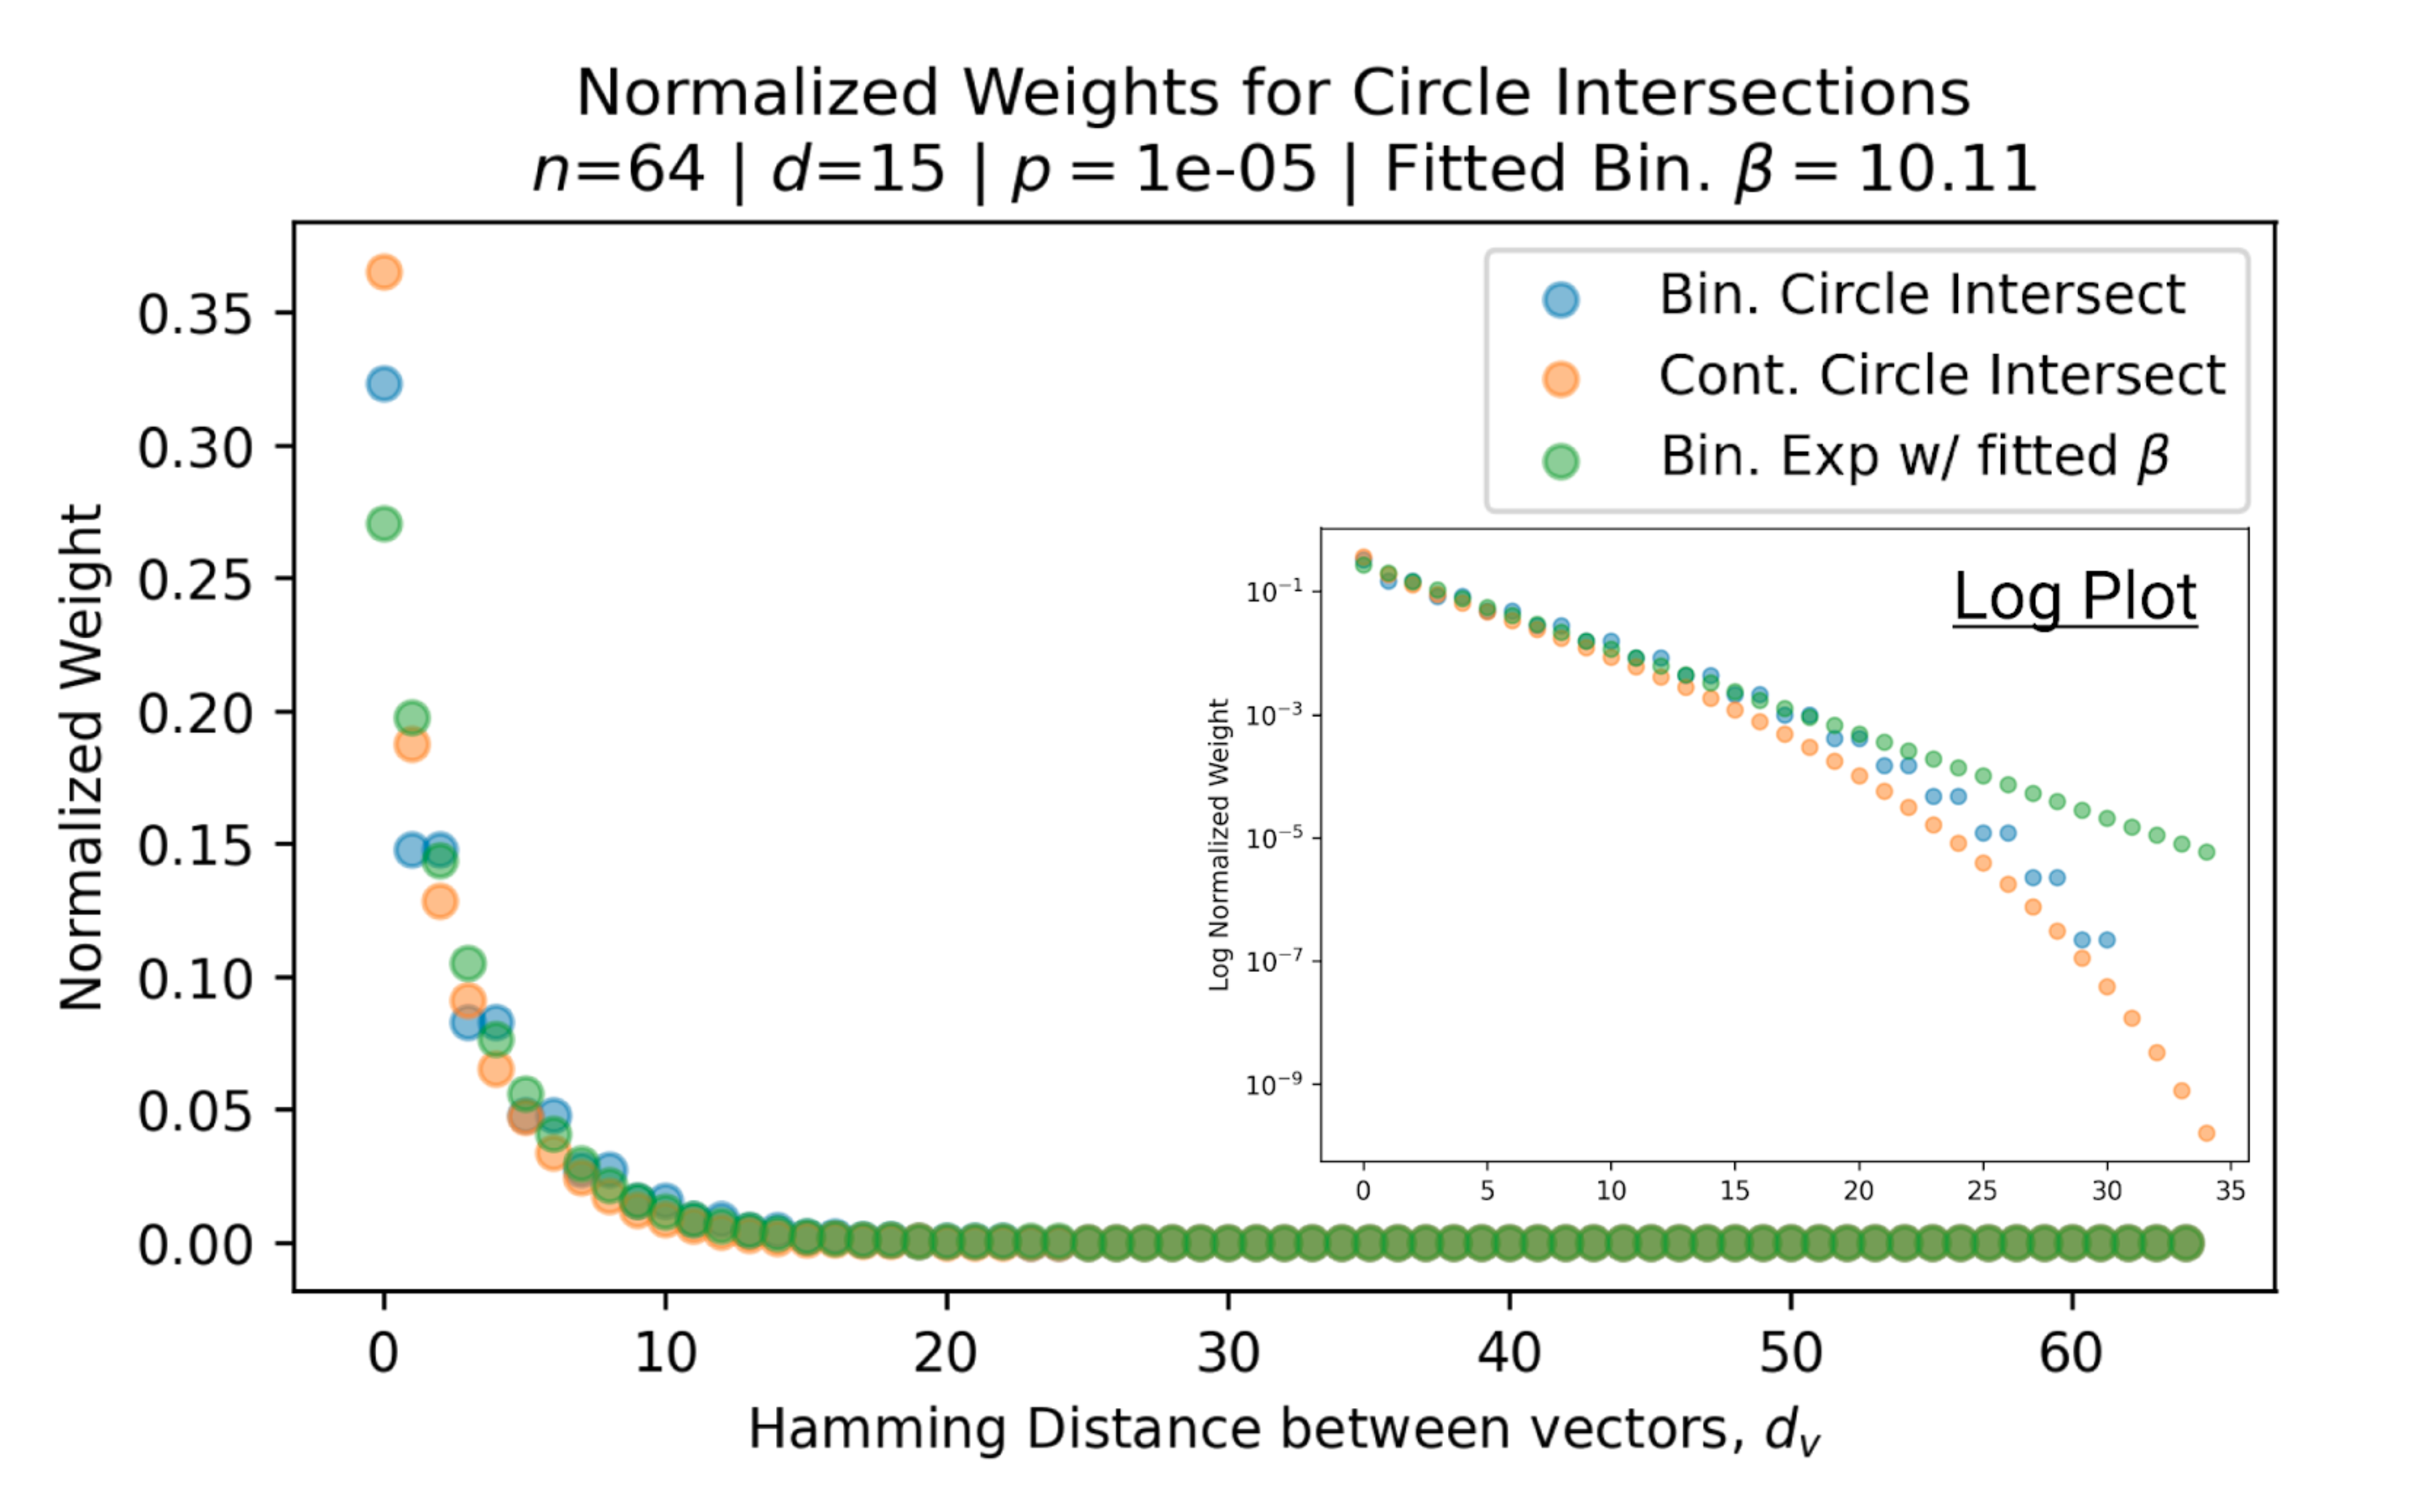 Normalized Weights for Circle Intersections
n=64 | d=15 | p = 1e-05 | Fitted Bin. β = 10.11
Bin. Circle Intersect
Cont. Circle Intersect
Bin. Exp w/ fitted β
Normalized Weight
0.35
0.30
0.25
0.20
0.15
0.10
0.05
0.00
Log Plot
Log Normalized Weight
10⁻¹
10⁻³
10⁻⁵
10⁻⁷
10⁻⁹
0 5 10 15 20 25 30 35
0 10 20 30 40 50 60
Hamming Distance between vectors, dᵥ